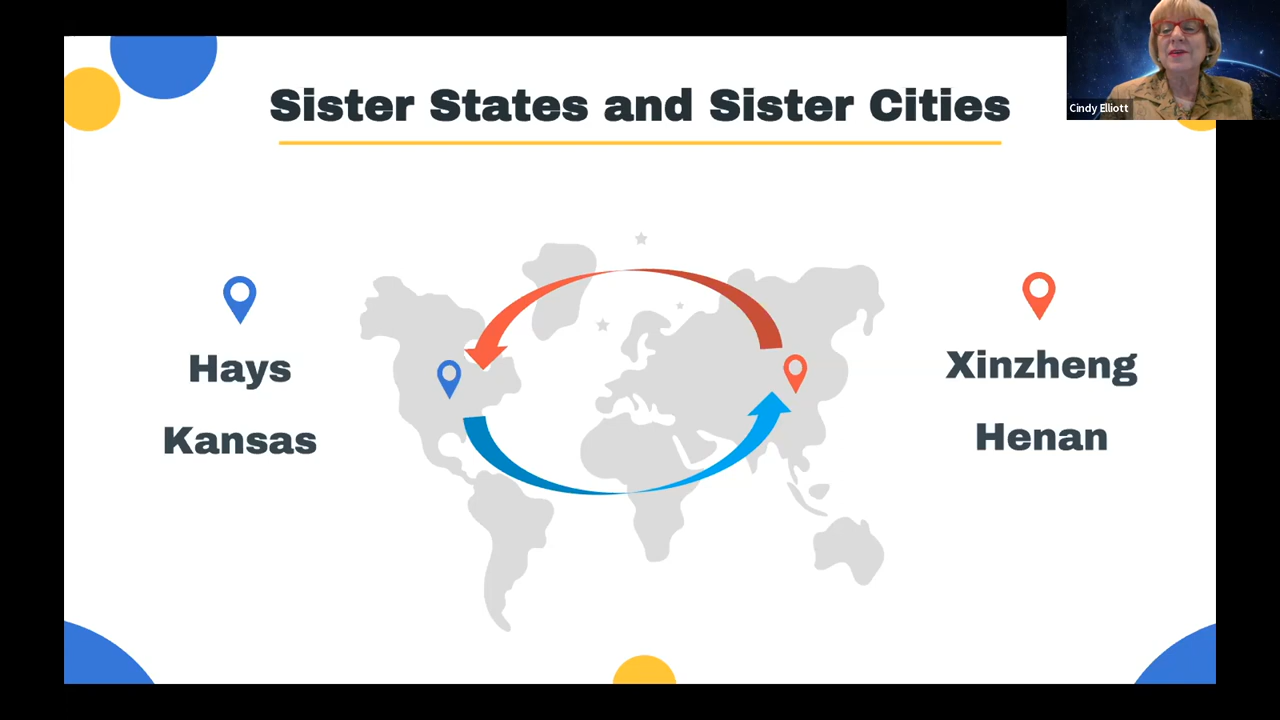 Sister States and Sister Cities
Cindy Elliott
Hays
Kansas
Xinzheng
Henan